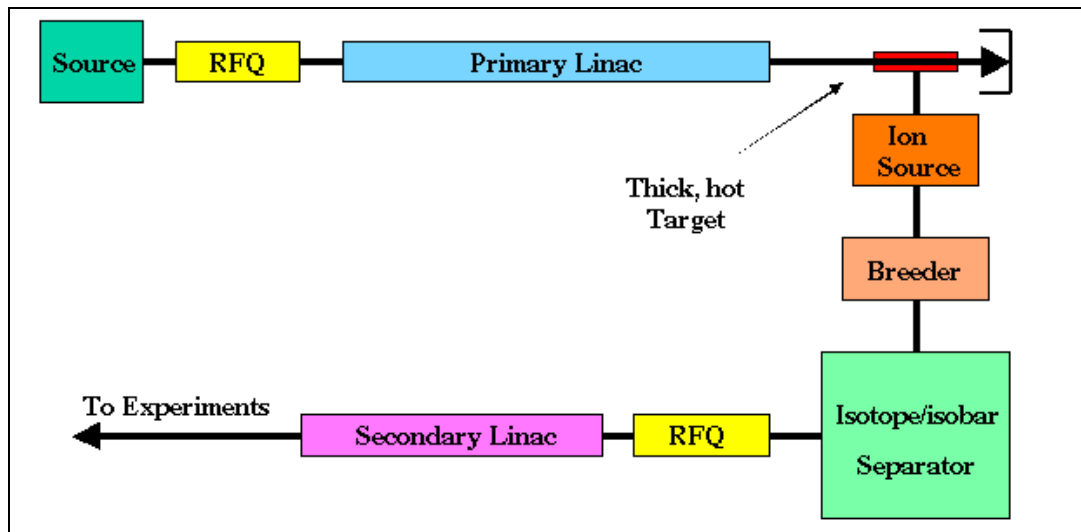 Source
RFQ
Primary Linac
Thick, hot
Target
Ion
Source
Breeder
Isotope/isobar
Separator
RFQ
Secondary Linac
To Experiments